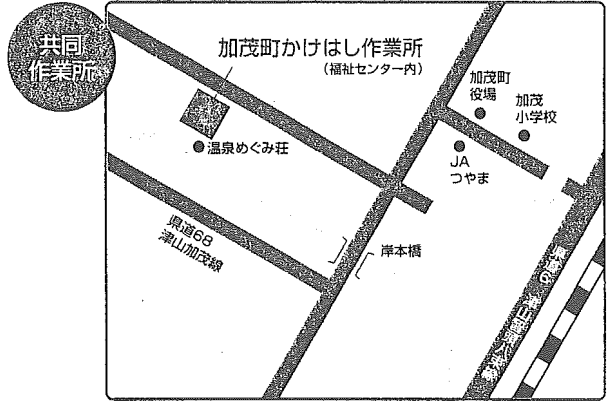 共同
作業所
加茂町かけはし作業所
(福祉センター内)
加茂町
役場
加茂
小学校
温泉めぐみ荘
JA
つやま
県道68
津山加茂線
岸本橋